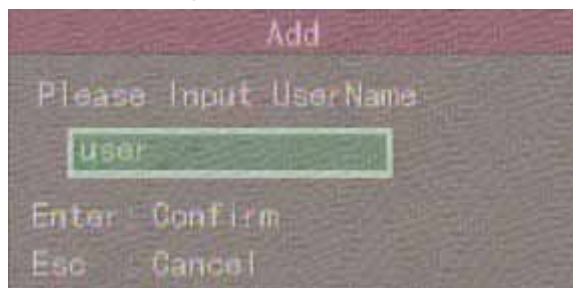 Add
Please Input UserName
user
Enter : Confirm
Esc : Cancel